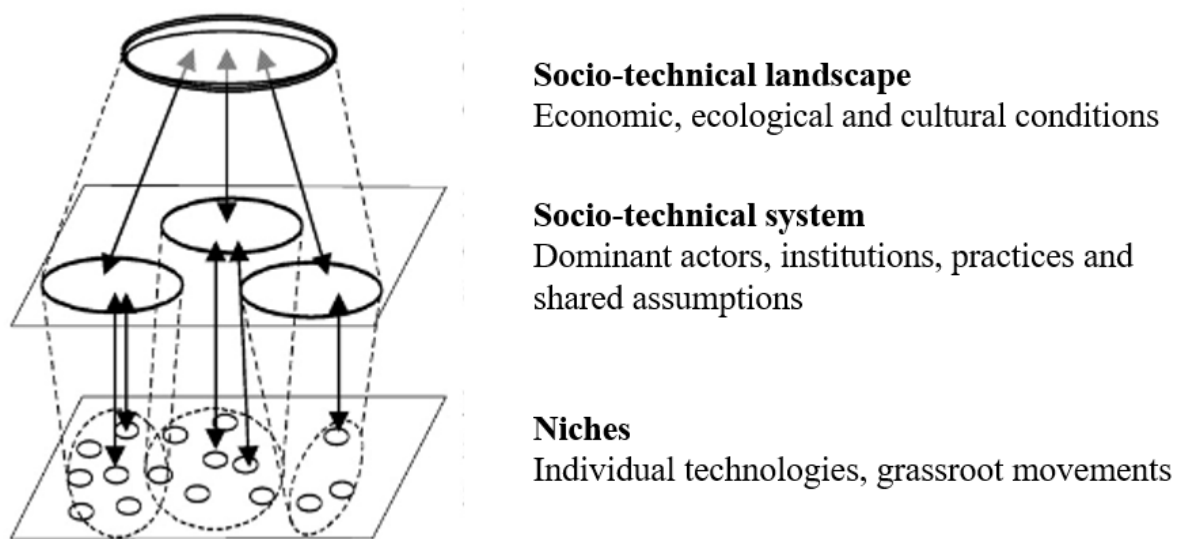 Socio-technical landscape
Economic, ecological and cultural conditions
Socio-technical system
Dominant actors, institutions, practices and
shared assumptions
Niches
Individual technologies, grassroot movements